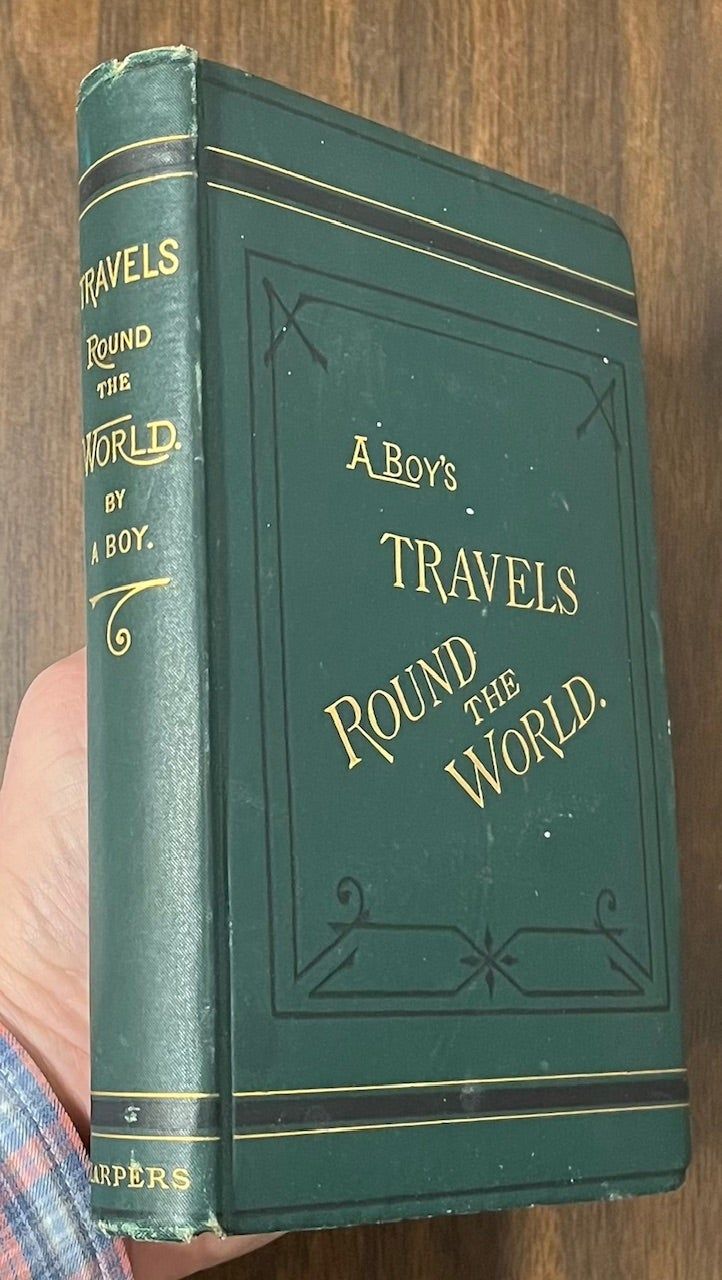 TRAVELS
ROUND
THE
WORLD.
BY
A BOY.
HARPERS
A BOY'S
TRAVELS
ROUND
THE
WORLD.